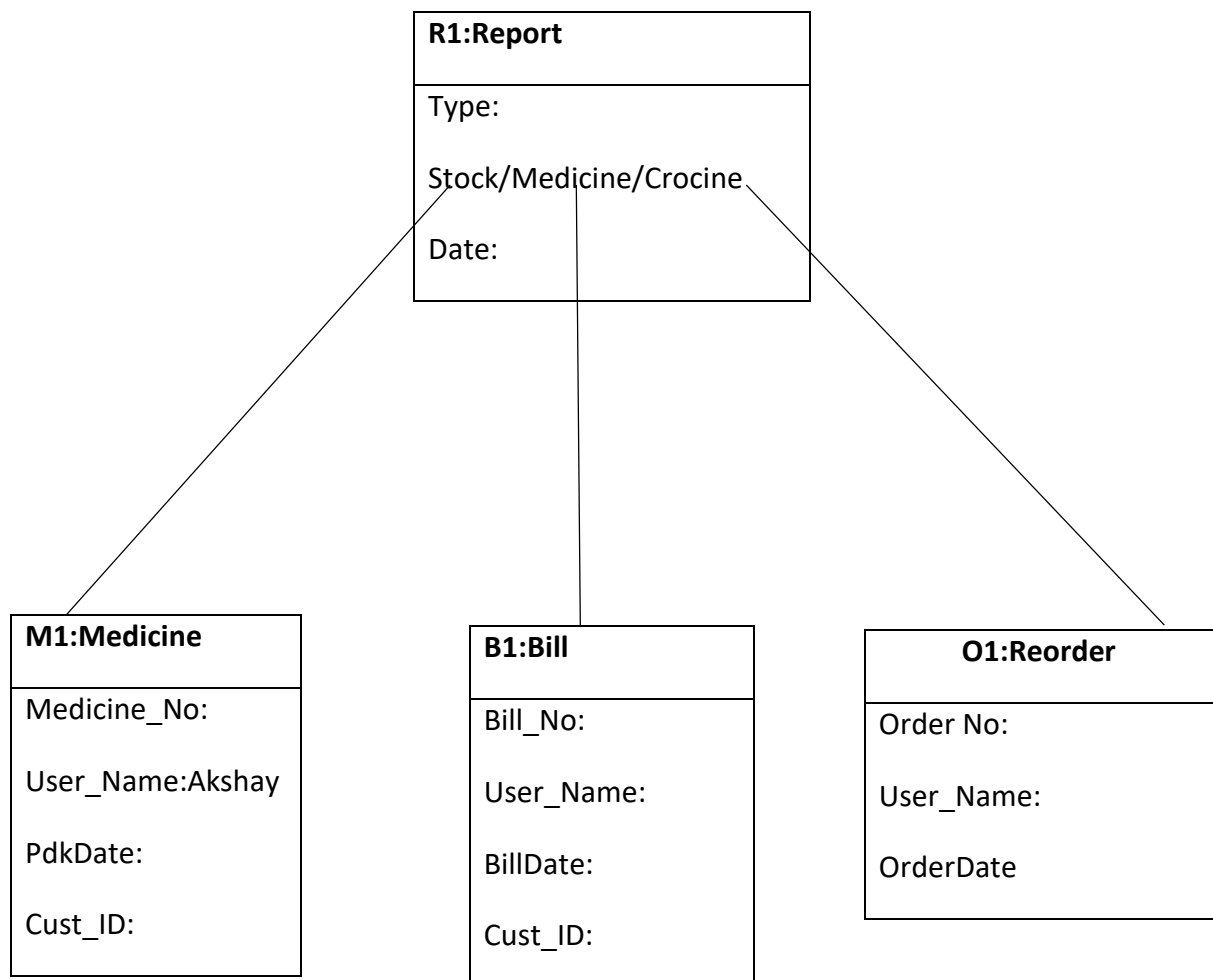 R1:Report
Type:
Stock/Medicine/Crocine
Date:
M1:Medicine
Medicine_No:
User_Name:Akshay
PdkDate:
Cust_ID:
B1:Bill
Bill_No:
User_Name:
BillDate:
Cust_ID:
O1:Reorder
Order No:
User_Name:
OrderDate